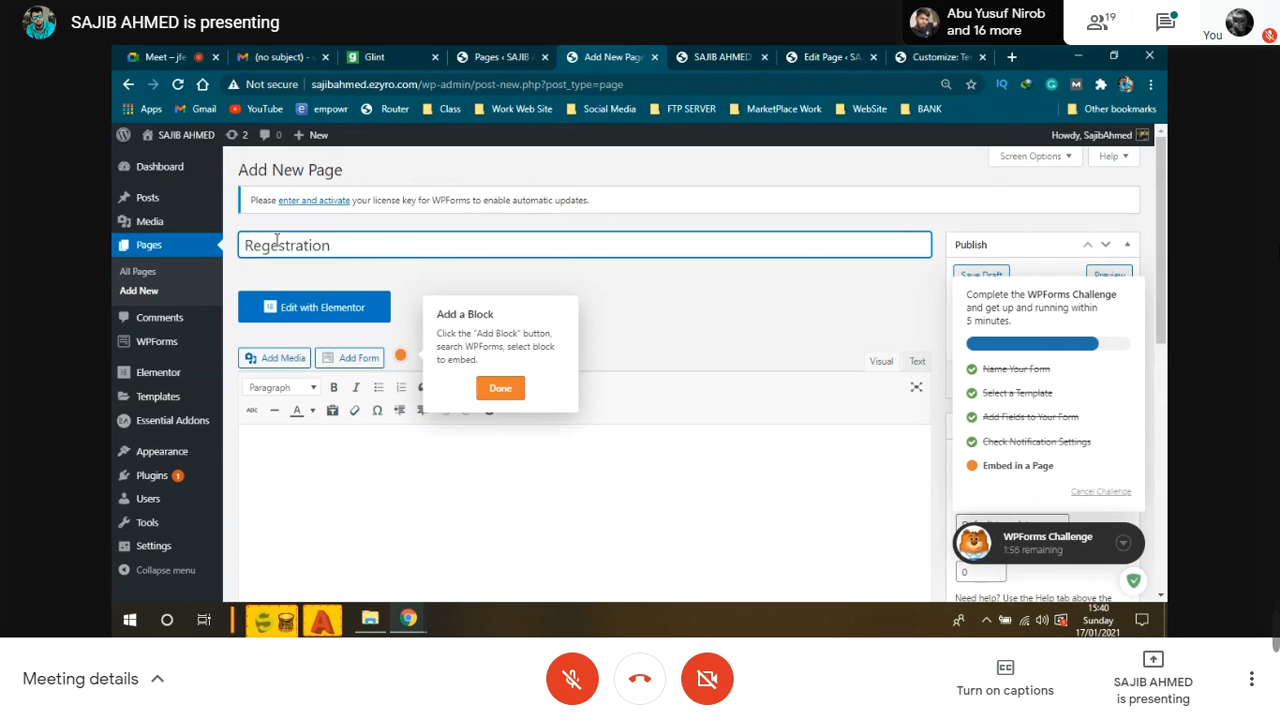 SAJIB AHMED is presenting
Abu Yusuf Nirob
and 16 more
19
You
Meet – jfe
(no subject) -
Glint
Pages ‹ SAJIB A
Add New Page
SAJIB AHMED
Edit Page ‹ SA
Customize: Te
Not secure
sajibahmed.ezyro.com/wp-admin/post-new.php?post_type=page
Apps
Gmail
YouTube
empowr
Router
Class
Work Web Site
Social Media
FTP SERVER
MarketPlace Work
WebSite
BANK
Other bookmarks
SAJIB AHMED
2
0
New
Howdy, SajibAhmed
Dashboard
Posts
Media
Pages
All Pages
Add New
Comments
WPForms
Elementor
Templates
Essential Addons
Appearance
Plugins 1
Users
Tools
Settings
Collapse menu
Add New Page
Screen Options
Help
Please enter and activate your license key for WPForms to enable automatic updates.
Regestration
Edit with Elementor
Add a Block
Click the "Add Block" button,
search WPForms, select block
to embed.
Done
Add Media
Add Form
Visual
Text
Paragraph
B
I
ABC
A
Ω
Publish
Save Draft
Preview
Complete the WPForms Challenge
and get up and running within
5 minutes.
Name Your Form
Select a Template
Add Fields to Your Form
Check Notification Settings
Embed in a Page
Cancel Challenge
WPForms Challenge
1:56 remaining
0
Need help? Use the Help tab above the
15:40
Sunday
17/01/2021
Meeting details
Turn on captions
SAJIB AHMED
is presenting